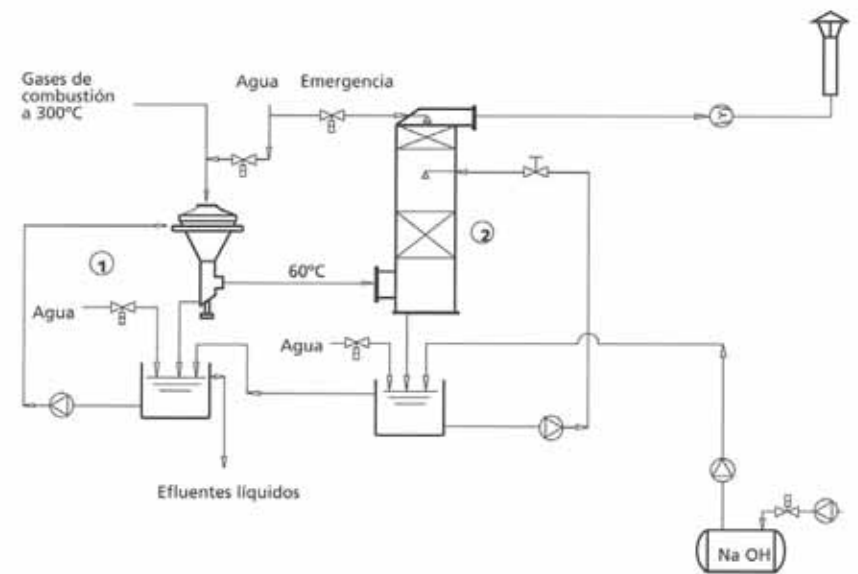 Gases de
combustión
a 300ºC
Agua
Emergencia
1
2
60ºC
Agua
Agua
Efluentes líquidos
Na OH